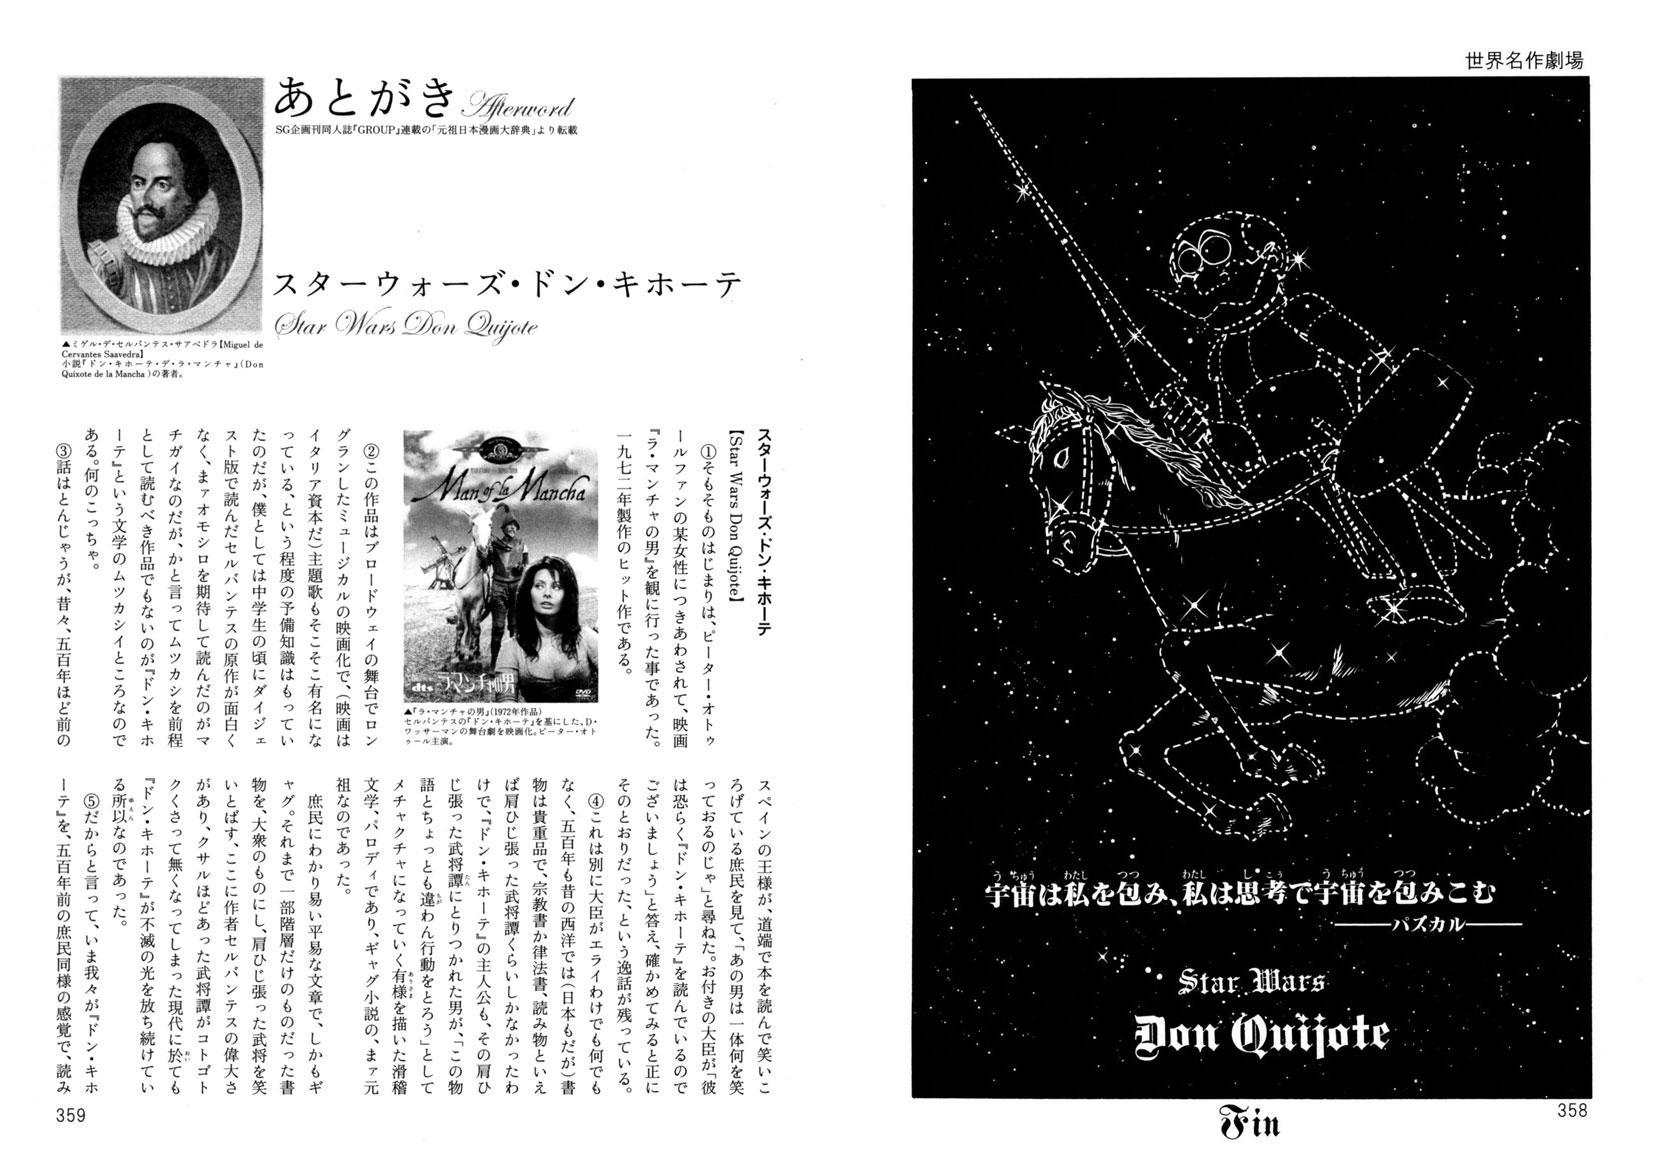 世界名作劇場
宇宙は私を包み、私は思考で宇宙を包みこむ
うちゅう わたし つつ わたし しこう うちゅう つつ
――パスカル――
Star Wars
Don Quijote
358
Fin
あとがき Afterword
SG企画刊同人誌『GROUP』連載の「元祖日本漫画大辞典」より転載
スターウォーズ・ドン・キホーテ
Star Wars Don Quijote
▲ミゲル・デ・セルバンテス・サアベドラ【Miguel de
Cervantes Saavedra】
小説『ドン・キホーテ・デ・ラ・マンチャ』(Don
Quixote de la Mancha)の著者。
スターウォーズ・ドン・キホーテ
【Star Wars Don Quijote】
①そもそものはじまりは、ピーター・オトゥ
ールファンの某女性につきあわされて、映画
『ラ・マンチャの男』を観に行った事であった。
一九七二年製作のヒット作である。
Man of la Mancha
dts
ラ・マンチャの男
DVD
▲『ラ・マンチャの男』(1972年作品)
セルバンテスの『ドン・キホーテ』を基にした、D・
ワッサーマンの舞台劇を映画化。ピーター・オト
ゥール主演。
②この作品はブロードウェイの舞台でロン
グランしたミュージカルの映画化で、(映画は
イタリア資本だ)主題歌もそこそこ有名にな
っている、という程度の予備知識はもってい
たのだが、僕としては中学生の頃にダイジェ
スト版で読んだセルバンテスの原作が面白く
なく、まァオモシロを期待して読んだのがマ
チガイなのだが、かと言ってムツカシを前程
として読むべき作品でもないのが『ドン・キホ
ーテ』という文学のムツカシイところなので
ある。何のこっちゃ。
③話はとんじゃうが、昔々、五百年ほど前の
スペインの王様が、道端で本を読んで笑いこ
ろげている庶民を見て、「あの男は一体何を笑
っておるのじゃ」と尋ねた。お付きの大臣が「彼
は恐らく『ドン・キホーテ』を読んでいるので
ございましょう」と答え、確かめてみると正に
そのとおりだった、という逸話が残っている。
④これは別に大臣がエライわけでも何でも
なく、五百年も昔の西洋では(日本もだが)書
物は貴重品で、宗教書か律法書、読み物といえ
ば肩ひじ張った武将譚くらいしかなかったわ
けで、『ドン・キホーテ』の主人公も、その肩ひ
じ張った武将譚にとりつかれた男が、「この物
語とちょっとも違わん行動をとろう」として
メチャクチャになっていく有様を描いた滑稽
文学、パロディであり、ギャグ小説の、まァ元
祖なのであった。
庶民にわかり易い平易な文章で、しかもギ
ャグ。それまで一部階層だけのものだった書
物を、大衆のものにし、肩ひじ張った武将を笑
いとばす、ここに作者セルバンテスの偉大さ
があり、クサルほどあった武将譚がコトゴト
クくさって無くなってしまった現代に於ても
『ドン・キホーテ』が不滅の光を放ち続けてい
る所以なのであった。
⑤だからと言って、いま我々が『ドン・キホ
ーテ』を、五百年前の庶民同様の感覚で、読み
359